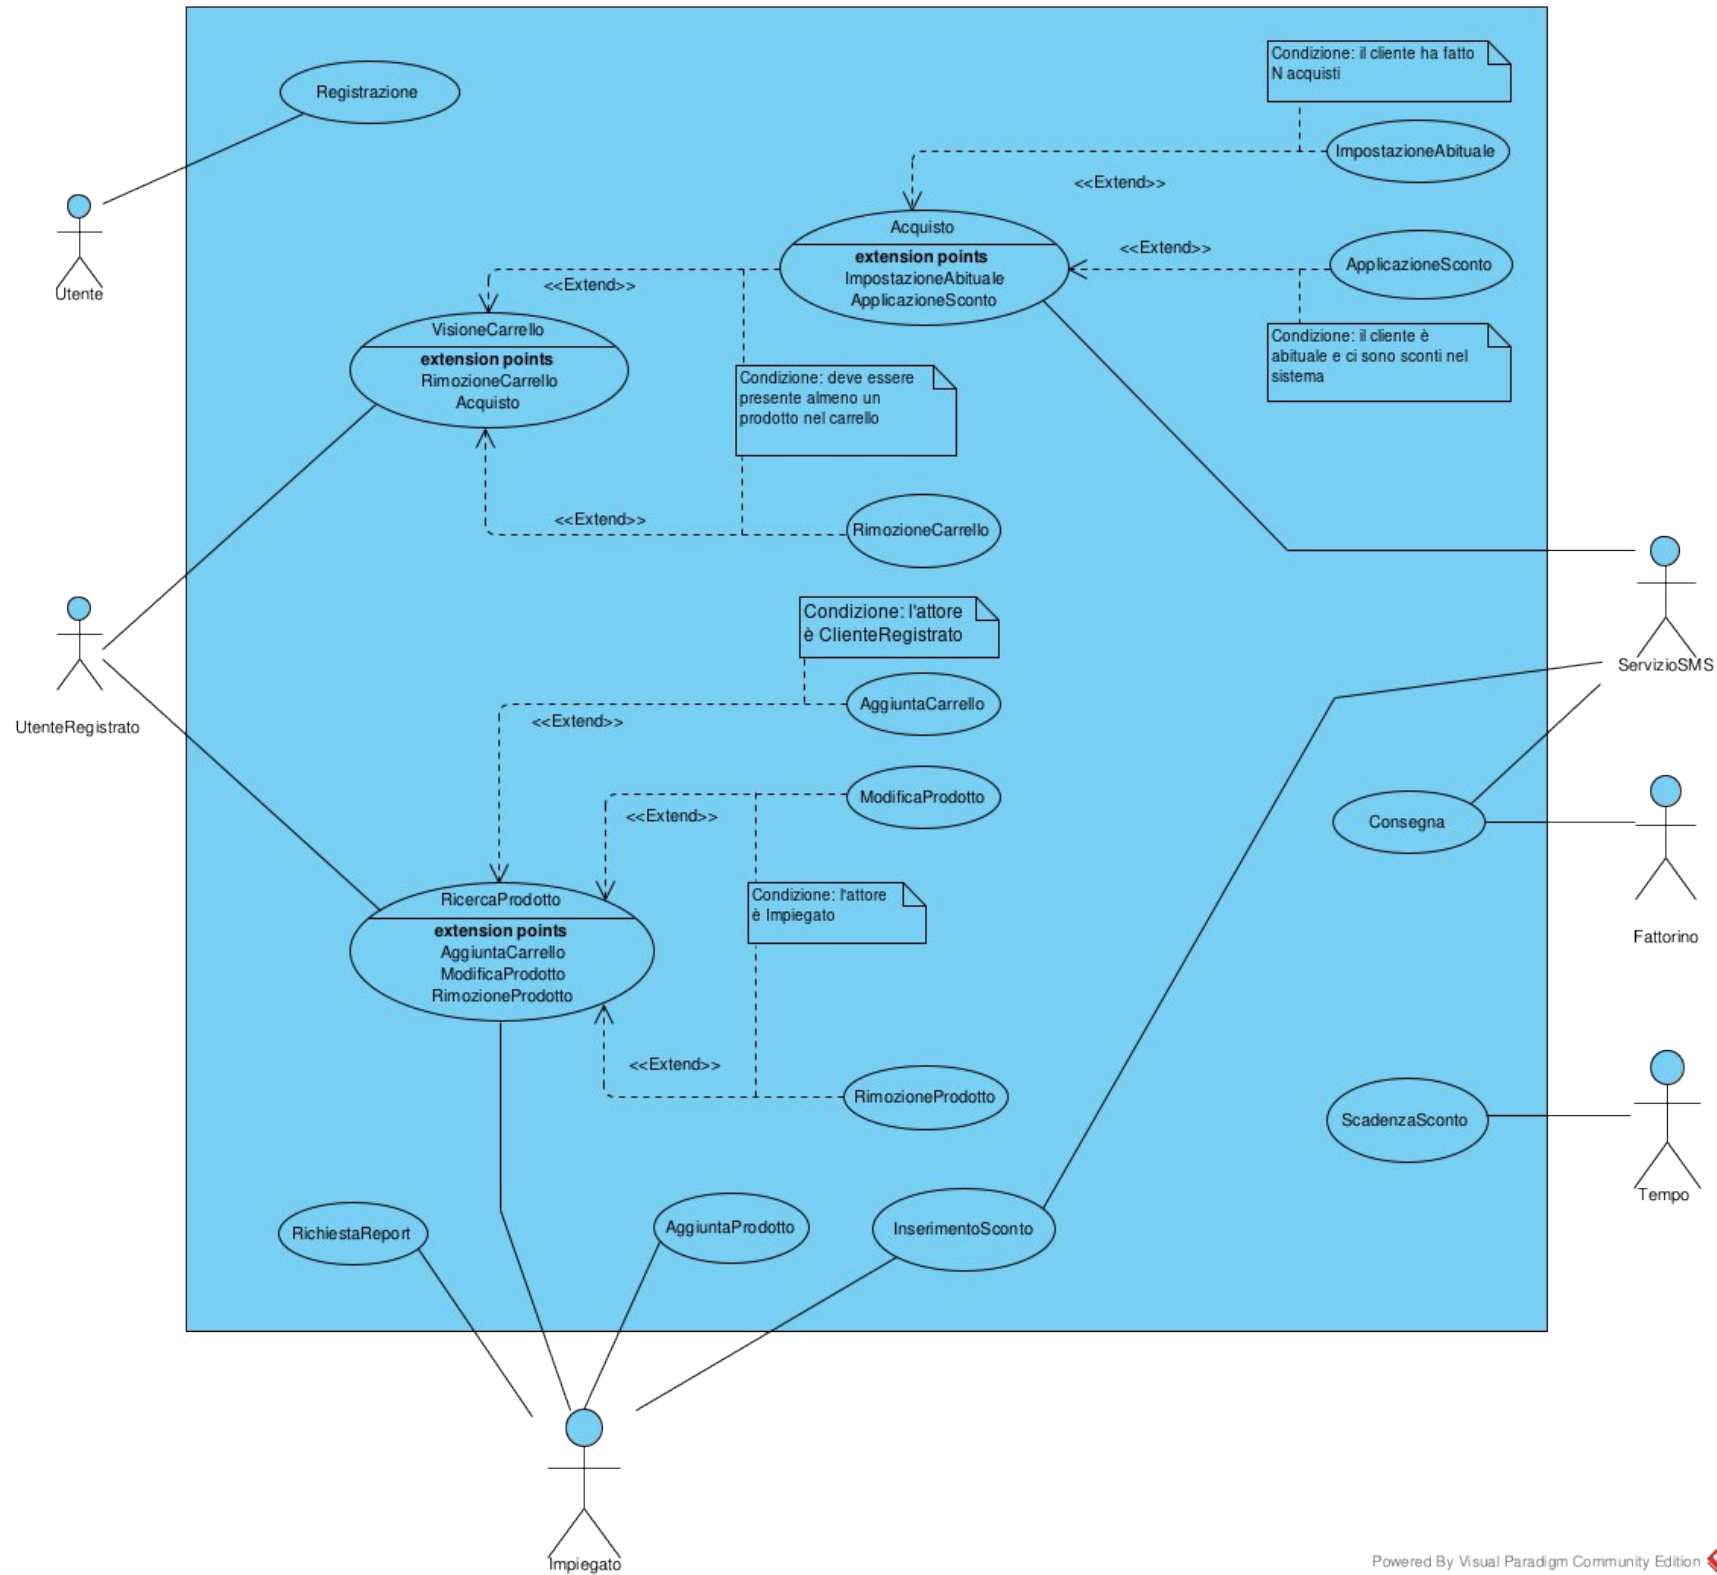 Condizione: il cliente ha fatto
N acquisti
Registrazione
ImpostazioneAbituale
<<Extend>>
Utente
Acquisto
extension points
ImpostazioneAbituale
ApplicazioneSconto
<<Extend>>
ApplicazioneSconto
<<Extend>>
VisioneCarrello
extension points
RimozioneCarrello
Acquisto
Condizione: il cliente è
abituale e ci sono sconti nel
sistema
Condizione: deve essere
presente almeno un
prodotto nel carrello
<<Extend>>
RimozioneCarrello
Condizione: l'attore
è ClienteRegistrato
ServizioSMS
UtenteRegistrato
<<Extend>>
AggiuntaCarrello
<<Extend>>
ModificaProdotto
Consegna
Fattorino
RicercaProdotto
extension points
AggiuntaCarrello
ModificaProdotto
RimozioneProdotto
Condizione: l'attore
è Impiegato
<<Extend>>
RimozioneProdotto
ScadenzaSconto
Tempo
RichiestaReport
AggiuntaProdotto
InserimentoSconto
Impiegato
Powered By Visual Paradigm Community Edition